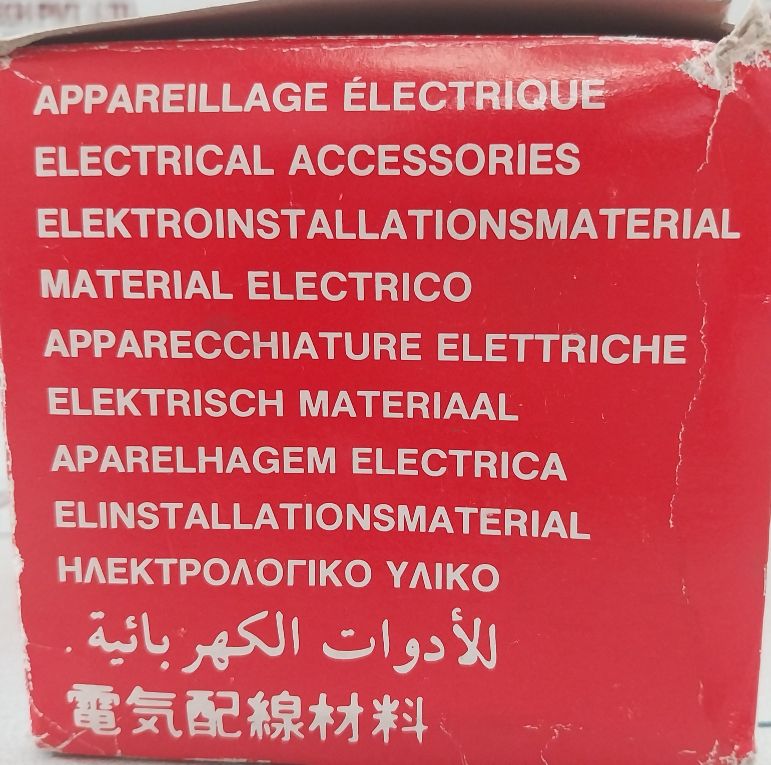 APPAREILLAGE ÉLECTRIQUE
ELECTRICAL ACCESSORIES
ELEKTROINSTALLATIONSMATERIAL
MATERIAL ELECTRICO
APPARECCHIATURE ELETTRICHE
ELEKTRISCH MATERIAAL
APARELHAGEM ELECTRICA
ELINSTALLATIONSMATERIAL
ΗΛΕΚΤΡΟΛΟΓΙΚΟ ΥΛΙΚΟ
للأدوات الكهربائية .
電気配線材料